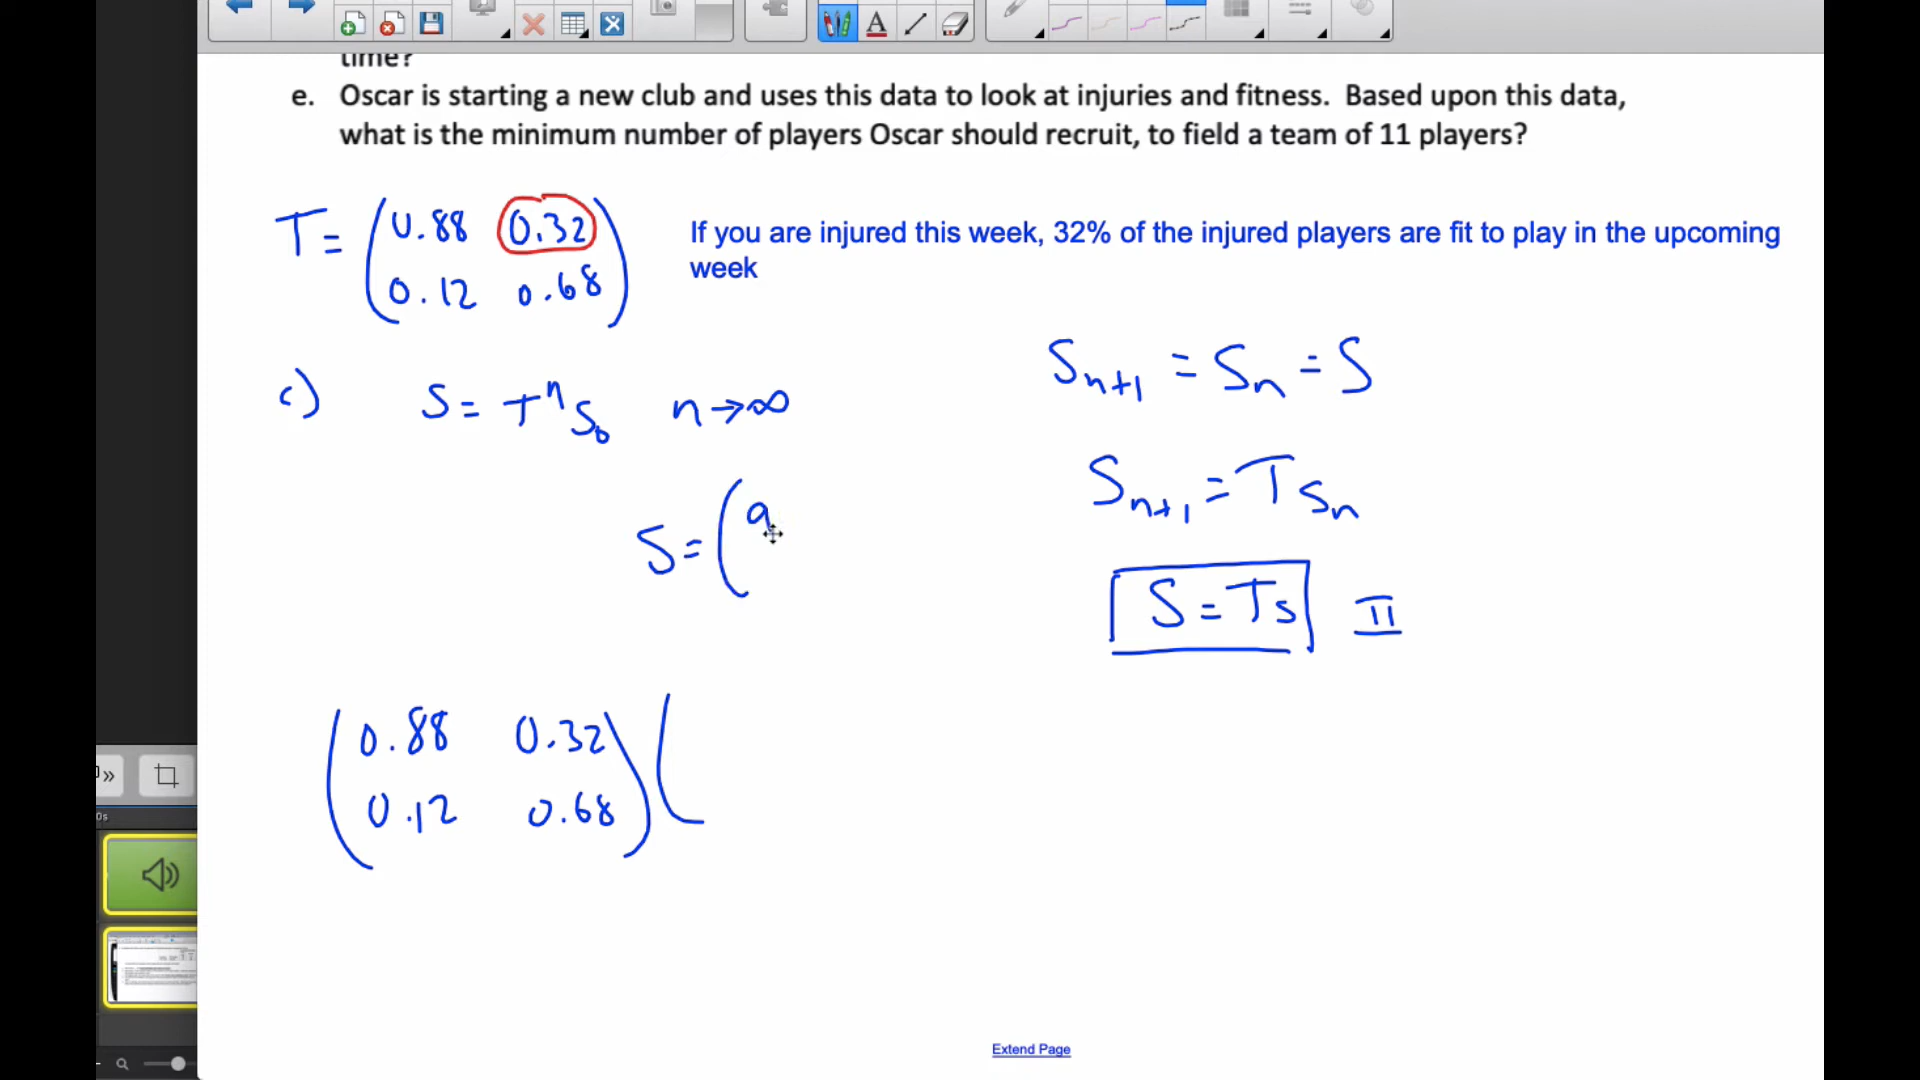 time?
e. Oscar is starting a new club and uses this data to look at injuries and fitness. Based upon this data,
what is the minimum number of players Oscar should recruit, to field a team of 11 players?
T = (0.88 0.32
0.12 0.68)
If you are injured this week, 32% of the injured players are fit to play in the upcoming
week
c) S = Tⁿ S₀ n → ∞
S = (a
(0.88 0.32
0.12 0.68) (
Sₙ₊₁ = Sₙ = S
Sₙ₊₁ = T Sₙ
S = Ts II
A
Extend Page